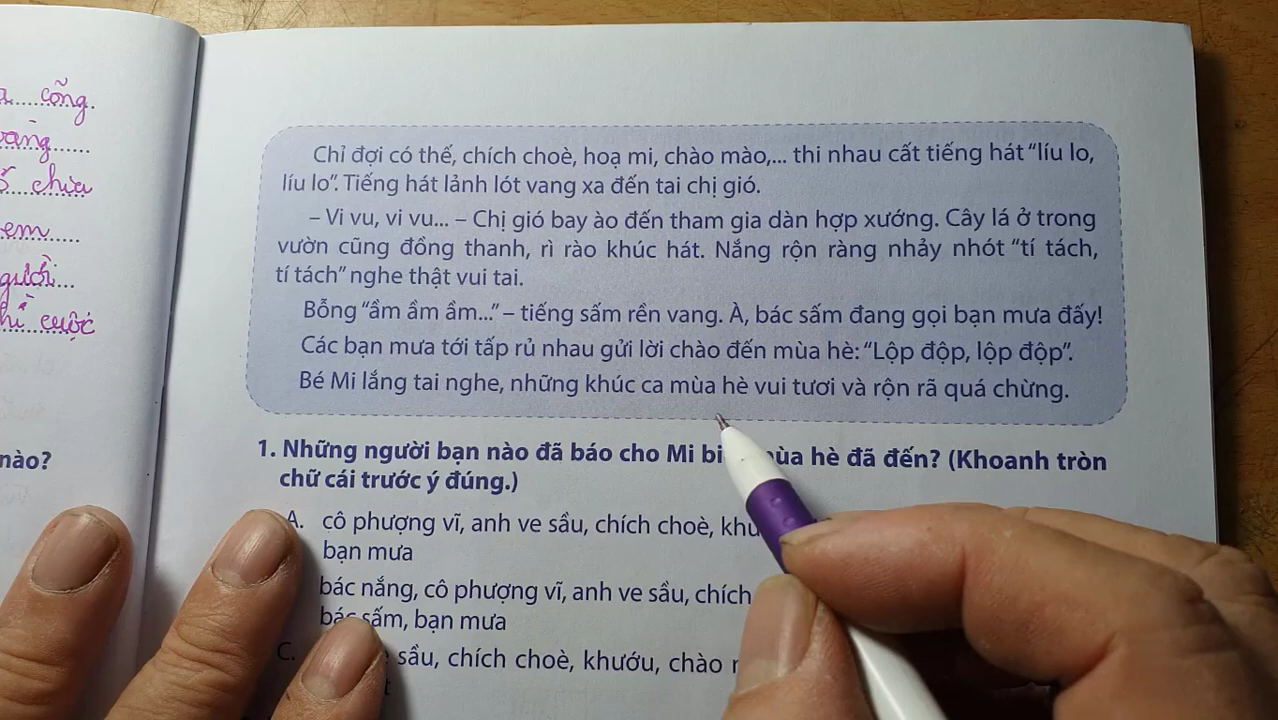 cõng.
chừa
em
cuộc
nào?
Chỉ đợi có thế, chích choè, hoạ mi, chào mào,... thi nhau cất tiếng hát “líu lo,
líu lo”. Tiếng hát lảnh lót vang xa đến tai chị gió.
– Vi vu, vi vu... – Chị gió bay ào đến tham gia dàn hợp xướng. Cây lá ở trong
vườn cũng đồng thanh, rì rào khúc hát. Nắng rộn ràng nhảy nhót “tí tách,
tí tách” nghe thật vui tai.
Bỗng “ầm ầm ầm...” – tiếng sấm rền vang. À, bác sấm đang gọi bạn mưa đấy!
Các bạn mưa tới tấp rủ nhau gửi lời chào đến mùa hè: “Lộp độp, lộp độp”.
Bé Mi lắng tai nghe, những khúc ca mùa hè vui tươi và rộn rã quá chừng.
1. Những người bạn nào đã báo cho Mi hè đã đến? (Khoanh tròn
chữ cái trước ý đúng.)
A. cô phượng vĩ, anh ve sầu, chích choè,
bạn mưa
bác nắng, cô phượng vĩ, anh ve sầu, chích
bác sấm, bạn mưa
C. sầu, chích choè, khướu, chào